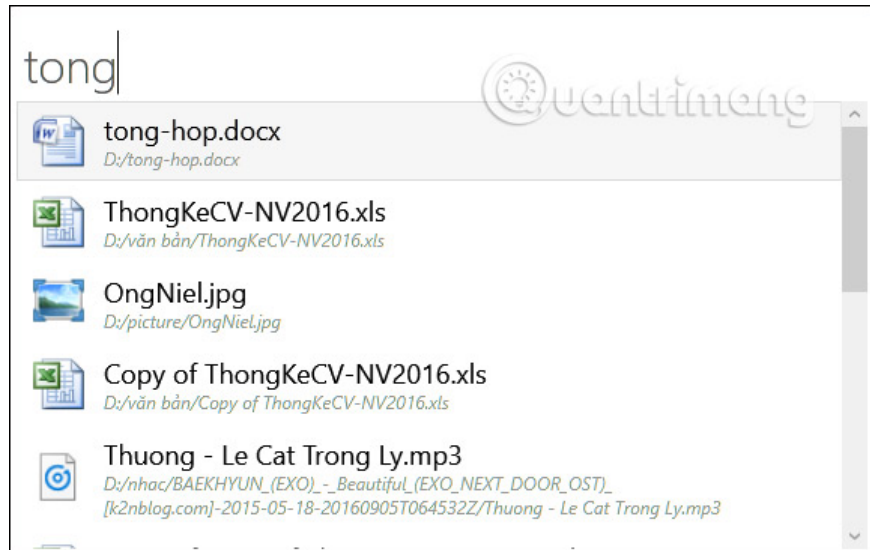 tong
Quantrimang
tong-hop.docx
D:/tong-hop.docx
ThongKeCV-NV2016.xls
D:/văn bản/ThongKeCV-NV2016.xls
OngNiel.jpg
D:/picture/OngNiel.jpg
Copy of ThongKeCV-NV2016.xls
D:/văn bản/Copy of ThongKeCV-NV2016.xls
Thuong - Le Cat Trong Ly.mp3
D:/nhac/BAEKHYUN_(EXO)_-_Beautiful_(EXO_NEXT_DOOR_OST)_
[k2nblog.com]-2015-05-18-20160905T064532Z/Thuong - Le Cat Trong Ly.mp3